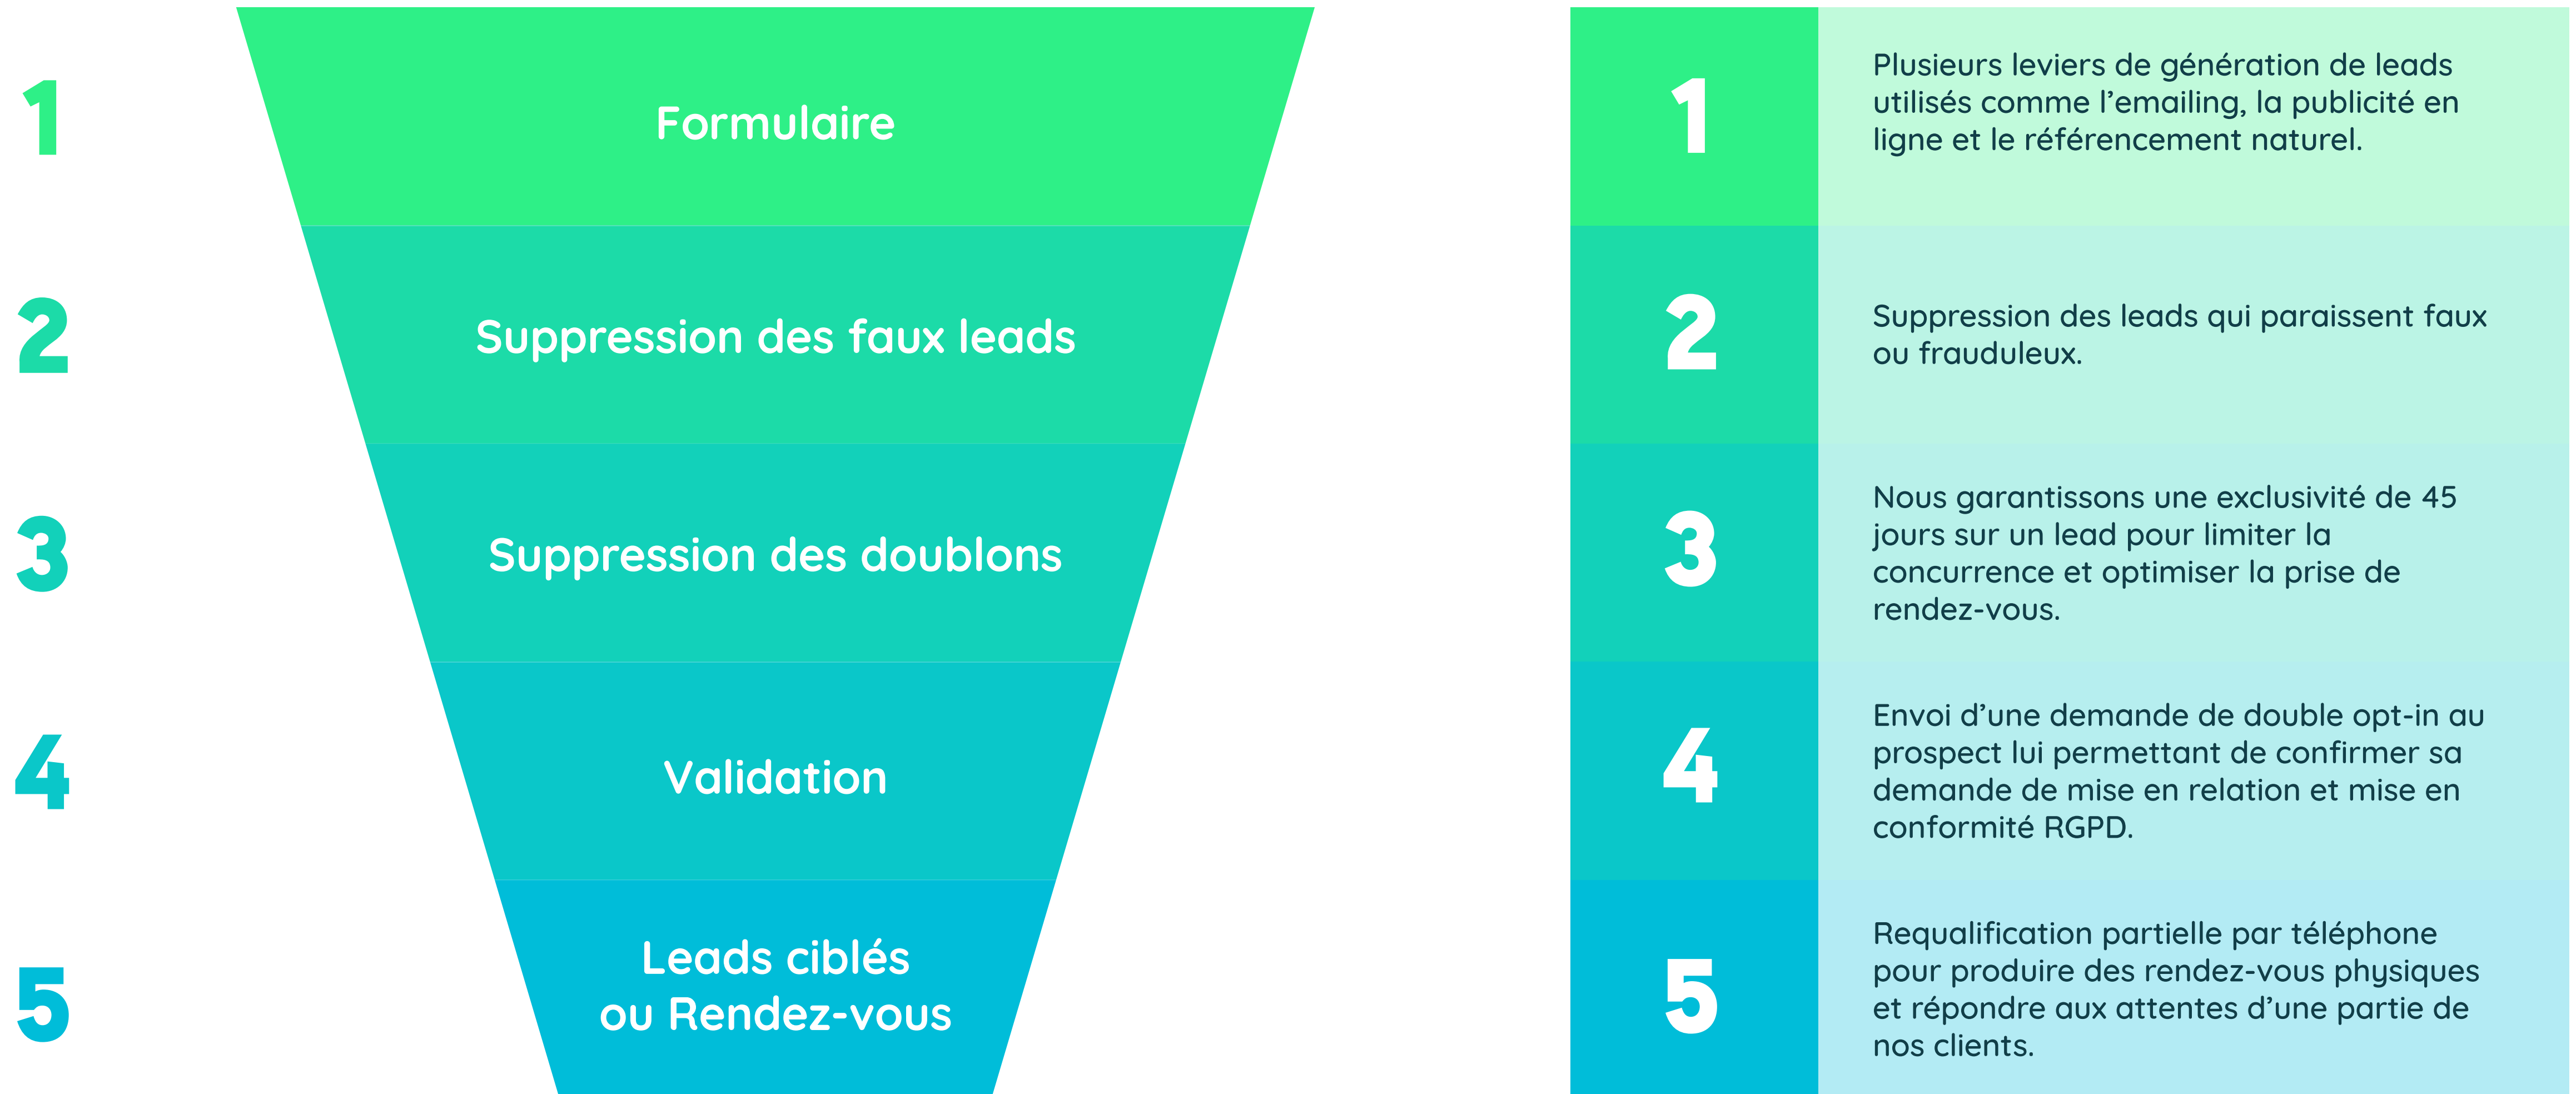 1
Formulaire
2
Suppression des faux leads
3
Suppression des doublons
4
Validation
5
Leads ciblés
ou Rendez-vous
1
Plusieurs leviers de génération de leads
utilisés comme l’emailing, la publicité en
ligne et le référencement naturel.
2
Suppression des leads qui paraissent faux
ou frauduleux.
3
Nous garantissons une exclusivité de 45
jours sur un lead pour limiter la
concurrence et optimiser la prise de
rendez-vous.
4
Envoi d’une demande de double opt-in au
prospect lui permettant de confirmer sa
demande de mise en relation et mise en
conformité RGPD.
5
Requalification partielle par téléphone
pour produire des rendez-vous physiques
et répondre aux attentes d’une partie de
nos clients.